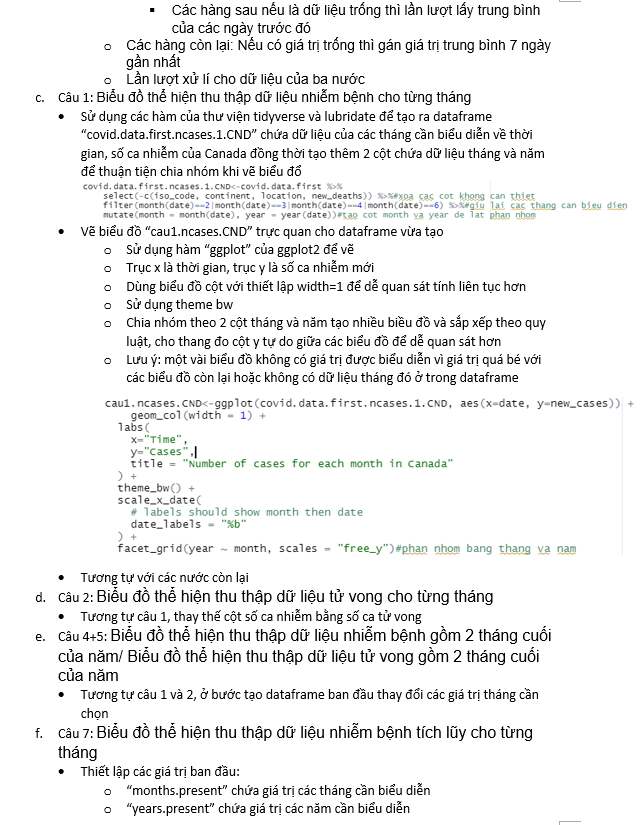 ▪ Các hàng sau nếu là dữ liệu trống thì lần lượt lấy trung bình
của các ngày trước đó
o Các hàng còn lại: Nếu có giá trị trống thì gán giá trị trung bình 7 ngày
gần nhất
o Lần lượt xử lí cho dữ liệu của ba nước
c. Câu 1: Biểu đồ thể hiện thu thập dữ liệu nhiễm bệnh cho từng tháng
• Sử dụng các hàm của thư viện tidyverse và lubridate để tạo ra dataframe
“covid.data.first.ncases.1.CND” chứa dữ liệu của các tháng cần biểu diễn về thời
gian, số ca nhiễm của Canada đồng thời tạo thêm 2 cột chứa dữ liệu tháng và năm
để thuận tiện chia nhóm khi vẽ biểu đổ
covid.data.first.ncases.1.CND<-covid.data.first %>%
select(-c(iso_code, continent, location, new_deaths)) %>%#xoa cac cot khong can thiet
filter(month(date)==2|month(date)==3|month(date)==4|month(date)==6) %>%#giu lai cac thang can bieu dien
mutate(month = month(date), year = year(date))#tao cot month va year de lat phan nhom
• Vẽ biểu đồ “cau1.ncases.CND” trực quan cho dataframe vừa tạo
o Sử dụng hàm “ggplot” của ggplot2 để vẽ
o Trục x là thời gian, trục y là số ca nhiễm mới
o Dùng biểu đồ cột với thiết lập width=1 để dễ quan sát tính liên tục hơn
o Sử dụng theme bw
o Chia nhóm theo 2 cột tháng và năm tạo nhiều biều đồ và sắp xếp theo quy
luật, cho thang đo cột y tự do giữa các biểu đồ để dễ quan sát hơn
o Lưu ý: một vài biểu đồ không có giá trị được biểu diễn vì giá trị quá bé với
các biểu đồ còn lại hoặc không có dữ liệu tháng đó ở trong dataframe
cau1.ncases.CND<-ggplot(covid.data.first.ncases.1.CND, aes(x=date, y=new_cases)) +
geom_col(width = 1) +
labs(
x="Time",
y="Cases",
title = "Number of cases for each month in Canada"
) +
theme_bw() +
scale_x_date(
# labels should show month then date
date_labels = "%b"
) +
facet_grid(year ~ month, scales = "free_y")#phan nhom bang thang va nam
• Tương tự với các nước còn lại
d. Câu 2: Biểu đồ thể hiện thu thập dữ liệu tử vong cho từng tháng
• Tương tự câu 1, thay thế cột số ca nhiễm bằng số ca tử vong
e. Câu 4+5: Biểu đồ thể hiện thu thập dữ liệu nhiễm bệnh gồm 2 tháng cuối
của năm/ Biểu đồ thể hiện thu thập dữ liệu tử vong gồm 2 tháng cuối
của năm
• Tương tự câu 1 và 2, ở bước tạo dataframe ban đầu thay đổi các giá trị tháng cần
chọn
f. Câu 7: Biểu đồ thể hiện thu thập dữ liệu nhiễm bệnh tích lũy cho từng
tháng
• Thiết lập các giá trị ban đầu:
o “months.present” chứa giá trị các tháng cần biểu diễn
o “years.present” chứa giá trị các năm cần biểu diễn